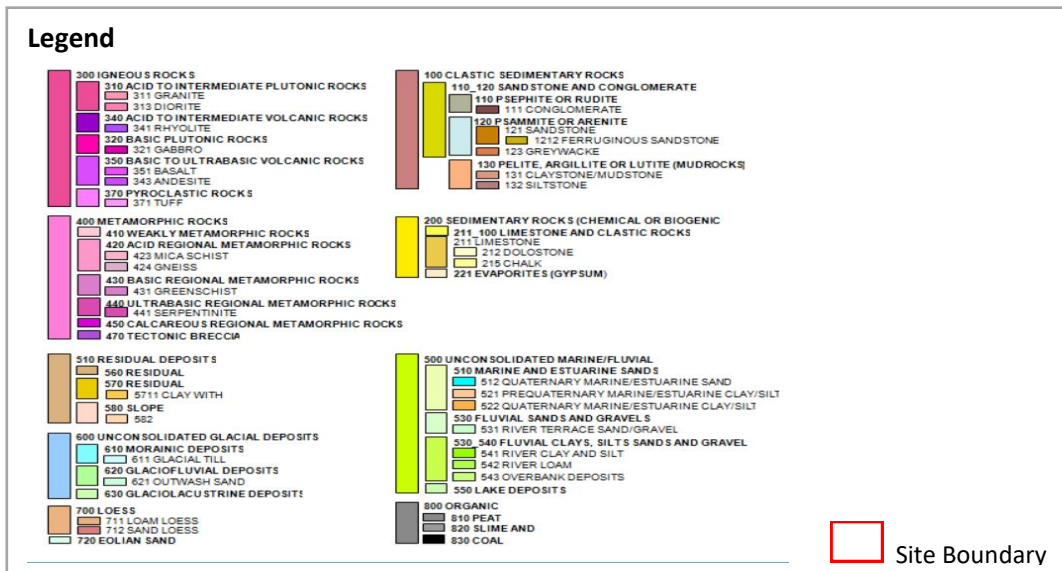 Legend
300 IGNEOUS ROCKS
310 ACID TO INTERMEDIATE PLUTONIC ROCKS
311 GRANITE
313 DIORITE
340 ACID TO INTERMEDIATE VOLCANIC ROCKS
341 RHYOLITE
320 BASIC PLUTONIC ROCKS
321 GABBRO
350 BASIC TO ULTRABASIC VOLCANIC ROCKS
351 BASALT
343 ANDESITE
370 PYROCLASTIC ROCKS
371 TUFF
400 METAMORPHIC ROCKS
410 WEAKLY METAMORPHIC ROCKS
420 ACID REGIONAL METAMORPHIC ROCKS
423 MICA SCHIST
424 GNEISS
430 BASIC REGIONAL METAMORPHIC ROCKS
431 GREENSCHIST
440 ULTRABASIC REGIONAL METAMORPHIC ROCKS
441 SERPENTINITE
450 CALCAREOUS REGIONAL METAMORPHIC ROCKS
470 TECTONIC BRECCIA
510 RESIDUAL DEPOSITS
560 RESIDUAL
570 RESIDUAL
5711 CLAY WITH
580 SLOPE
582
600 UNCONSOLIDATED GLACIAL DEPOSITS
610 MORAINIC DEPOSITS
611 GLACIAL TILL
620 GLACIOFLUVIAL DEPOSITS
621 OUTWASH SAND
630 GLACIOLACUSTRINE DEPOSITS
700 LOESS
711 LOAM LOESS
712 SAND LOESS
720 EOLIAN SAND
100 CLASTIC SEDIMENTARY ROCKS
110_120 SANDSTONE AND CONGLOMERATE
110 PSEPHITE OR RUDITE
111 CONGLOMERATE
120 PSAMMITE OR ARENITE
121 SANDSTONE
1212 FERRUGINOUS SANDSTONE
123 GREYWACKE
130 PELITE, ARGILLITE OR LUTITE (MUDROCKS)
131 CLAYSTONE/MUDSTONE
132 SILTSTONE
200 SEDIMENTARY ROCKS (CHEMICAL OR BIOGENIC
211_100 LIMESTONE AND CLASTIC ROCKS
211 LIMESTONE
212 DOLOSTONE
215 CHALK
221 EVAPORITES (GYPSUM)
500 UNCONSOLIDATED MARINE/FLUVIAL
510 MARINE AND ESTUARINE SANDS
512 QUATERNARY MARINE/ESTUARINE SAND
521 PREQUATERNARY MARINE/ESTUARINE CLAY/SILT
522 QUATERNARY MARINE/ESTUARINE CLAY/SILT
530 FLUVIAL SANDS AND GRAVELS
531 RIVER TERRACE SAND/GRAVEL
530_540 FLUVIAL CLAYS, SILTS SANDS AND GRAVEL
541 RIVER CLAY AND SILT
542 RIVER LOAM
543 OVERBANK DEPOSITS
550 LAKE DEPOSITS
800 ORGANIC
810 PEAT
820 SLIME AND
830 COAL
Site Boundary